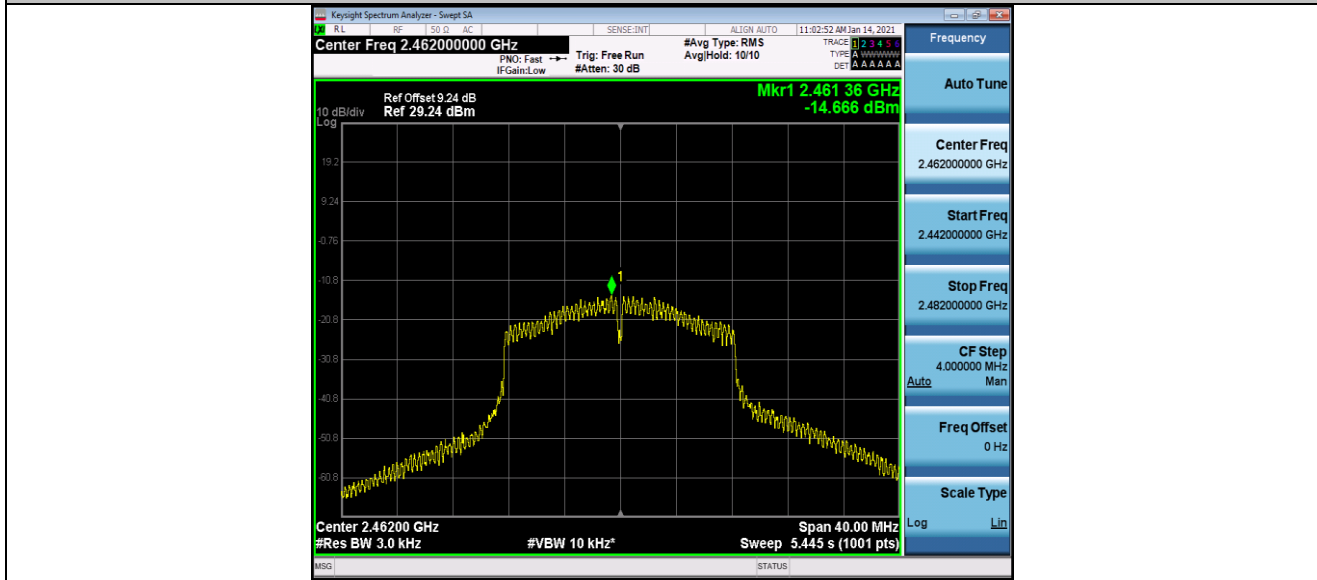 Keysight Spectrum Analyzer - Swept SA
RL RF 50 Ω AC SENSE:INT ALIGN AUTO 11:02:52 AM Jan 14, 2021
Center Freq 2.462000000 GHz
PNO: Fast
IFGain:Low
Trig: Free Run
#Atten: 30 dB
#Avg Type: RMS
Avg|Hold: 10/10
TRACE 1 2 3 4 5 6
TYPE A WWWWW
DET A A A A A A
Frequency
Mkr1 2.461 36 GHz
-14.666 dBm
Ref Offset 9.24 dB
10 dB/div Ref 29.24 dBm
Log
19.2
9.24
-0.76
-10.8
-20.8
-30.8
-40.8
-50.8
-60.8
1
Center 2.46200 GHz Span 40.00 MHz
#Res BW 3.0 kHz #VBW 10 kHz* Sweep 5.445 s (1001 pts)
Auto Tune
Center Freq
2.462000000 GHz
Start Freq
2.442000000 GHz
Stop Freq
2.482000000 GHz
CF Step
4.000000 MHz
Auto Man
Freq Offset
0 Hz
Scale Type
Log Lin
MSG STATUS